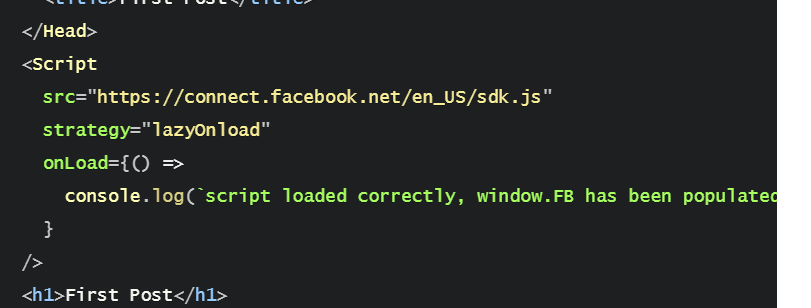 <title>First Post</title>
</Head>
<Script
src="https://connect.facebook.net/en_US/sdk.js"
strategy="lazyOnload"
onLoad={() =>
console.log(`script loaded correctly, window.FB has been populated
}
/>
<h1>First Post</h1>